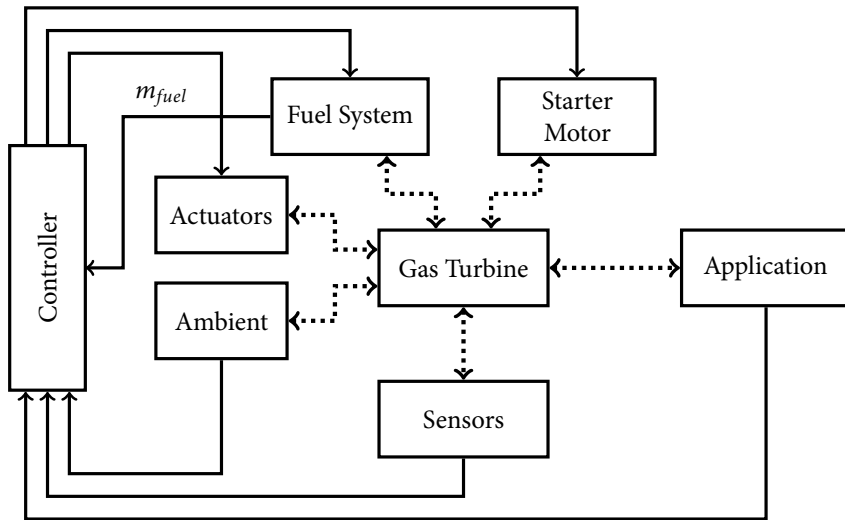 m_fuel
Fuel System
Starter
Motor
Actuators
Controller
Gas Turbine
Application
Ambient
Sensors